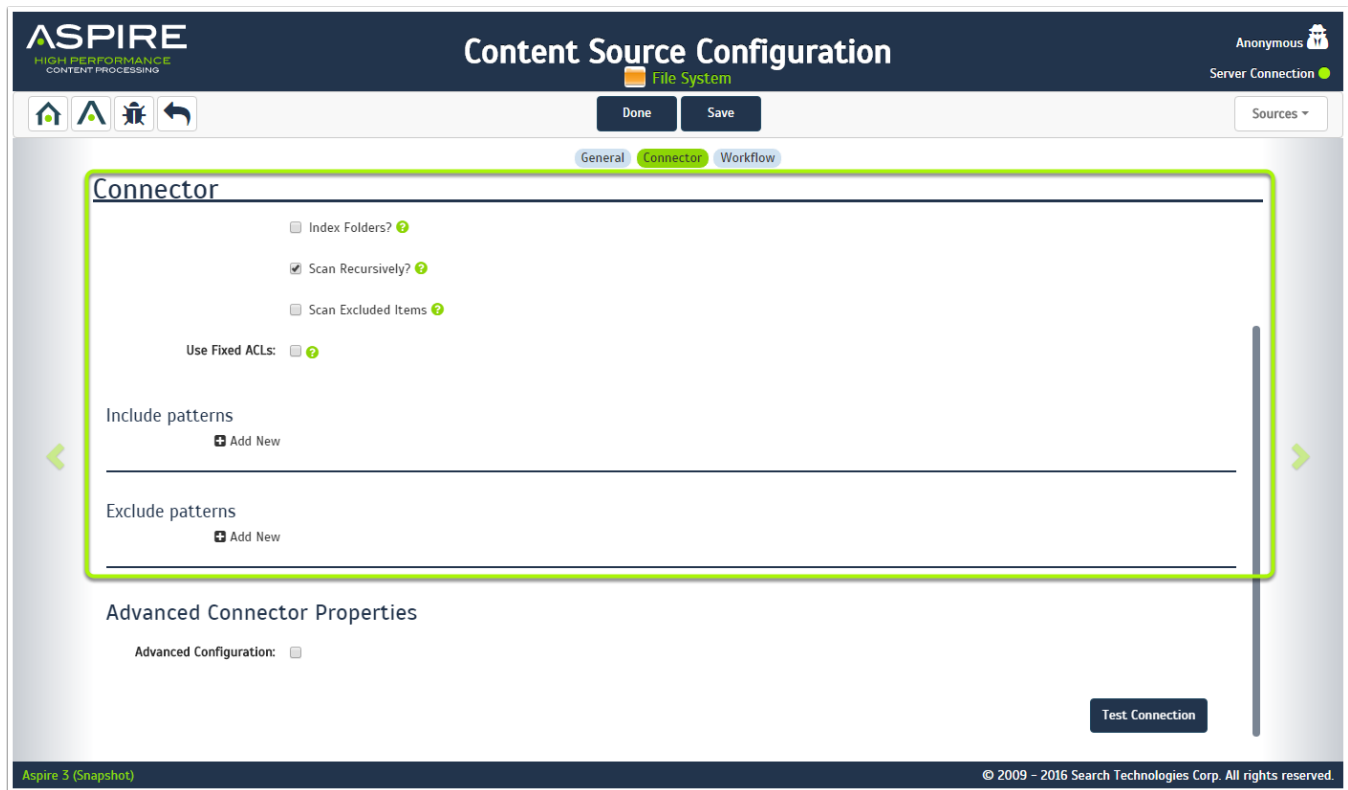 ASPIRE
HIGH PERFORMANCE
CONTENT PROCESSING
Content Source Configuration
File System
Anonymous
Server Connection
Done
Save
Sources
General
Connector
Workflow
Connector
Index Folders? ?
Scan Recursively? ?
Scan Excluded Items ?
Use Fixed ACLs: ?
Include patterns
Add New
Exclude patterns
Add New
Advanced Connector Properties
Advanced Configuration:
Test Connection
Aspire 3 (Snapshot)
© 2009 - 2016 Search Technologies Corp. All rights reserved.